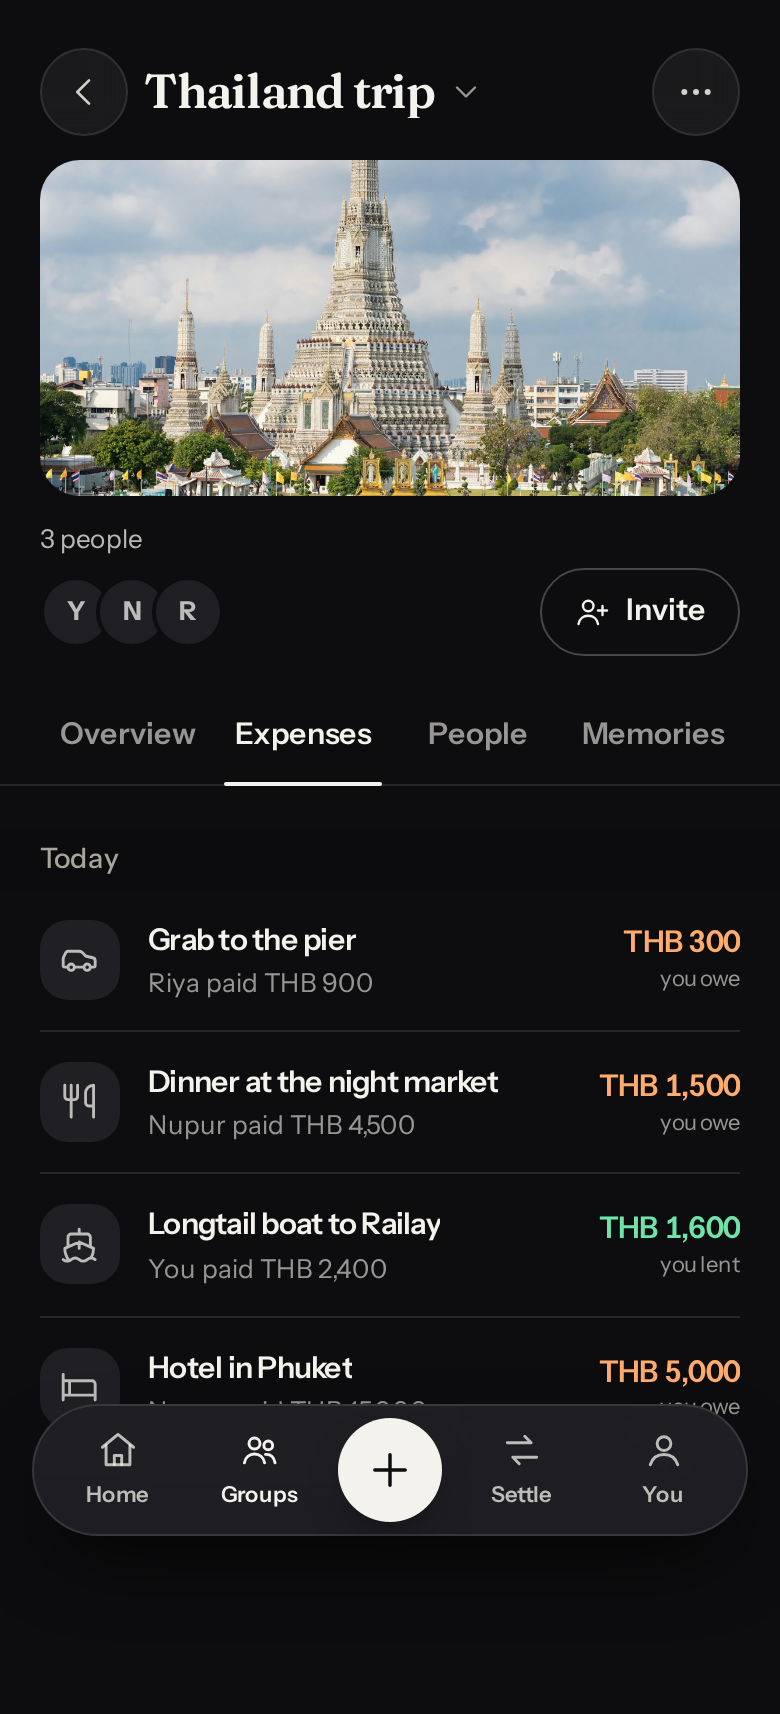 Thailand trip
3 people
Y N R
Invite
Overview Expenses People Memories
Today
Grab to the pier
THB 300
Riya paid THB 900
you owe
Dinner at the night market
THB 1,500
Nupur paid THB 4,500
you owe
Longtail boat to Railay
THB 1,600
You paid THB 2,400
you lent
Hotel in Phuket
THB 5,000
you owe
Home Groups Settle You